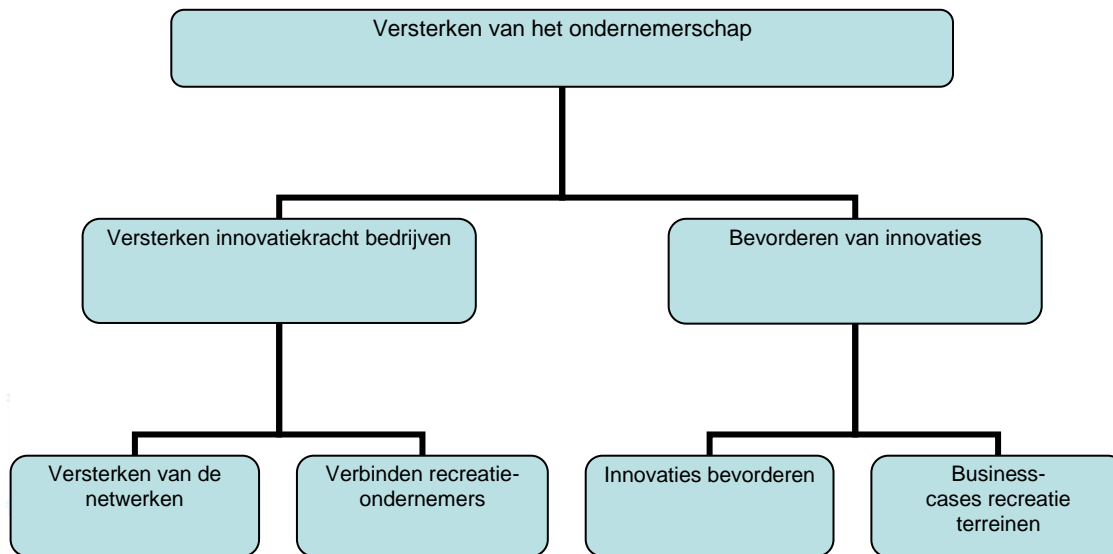 Versterken van het ondernemerschap
Versterken innovatiekracht bedrijven
Bevorderen van innovaties
Versterken van de
netwerken
Verbinden recreatie-
ondernemers
Innovaties bevorderen
Business-
cases recreatie
terreinen